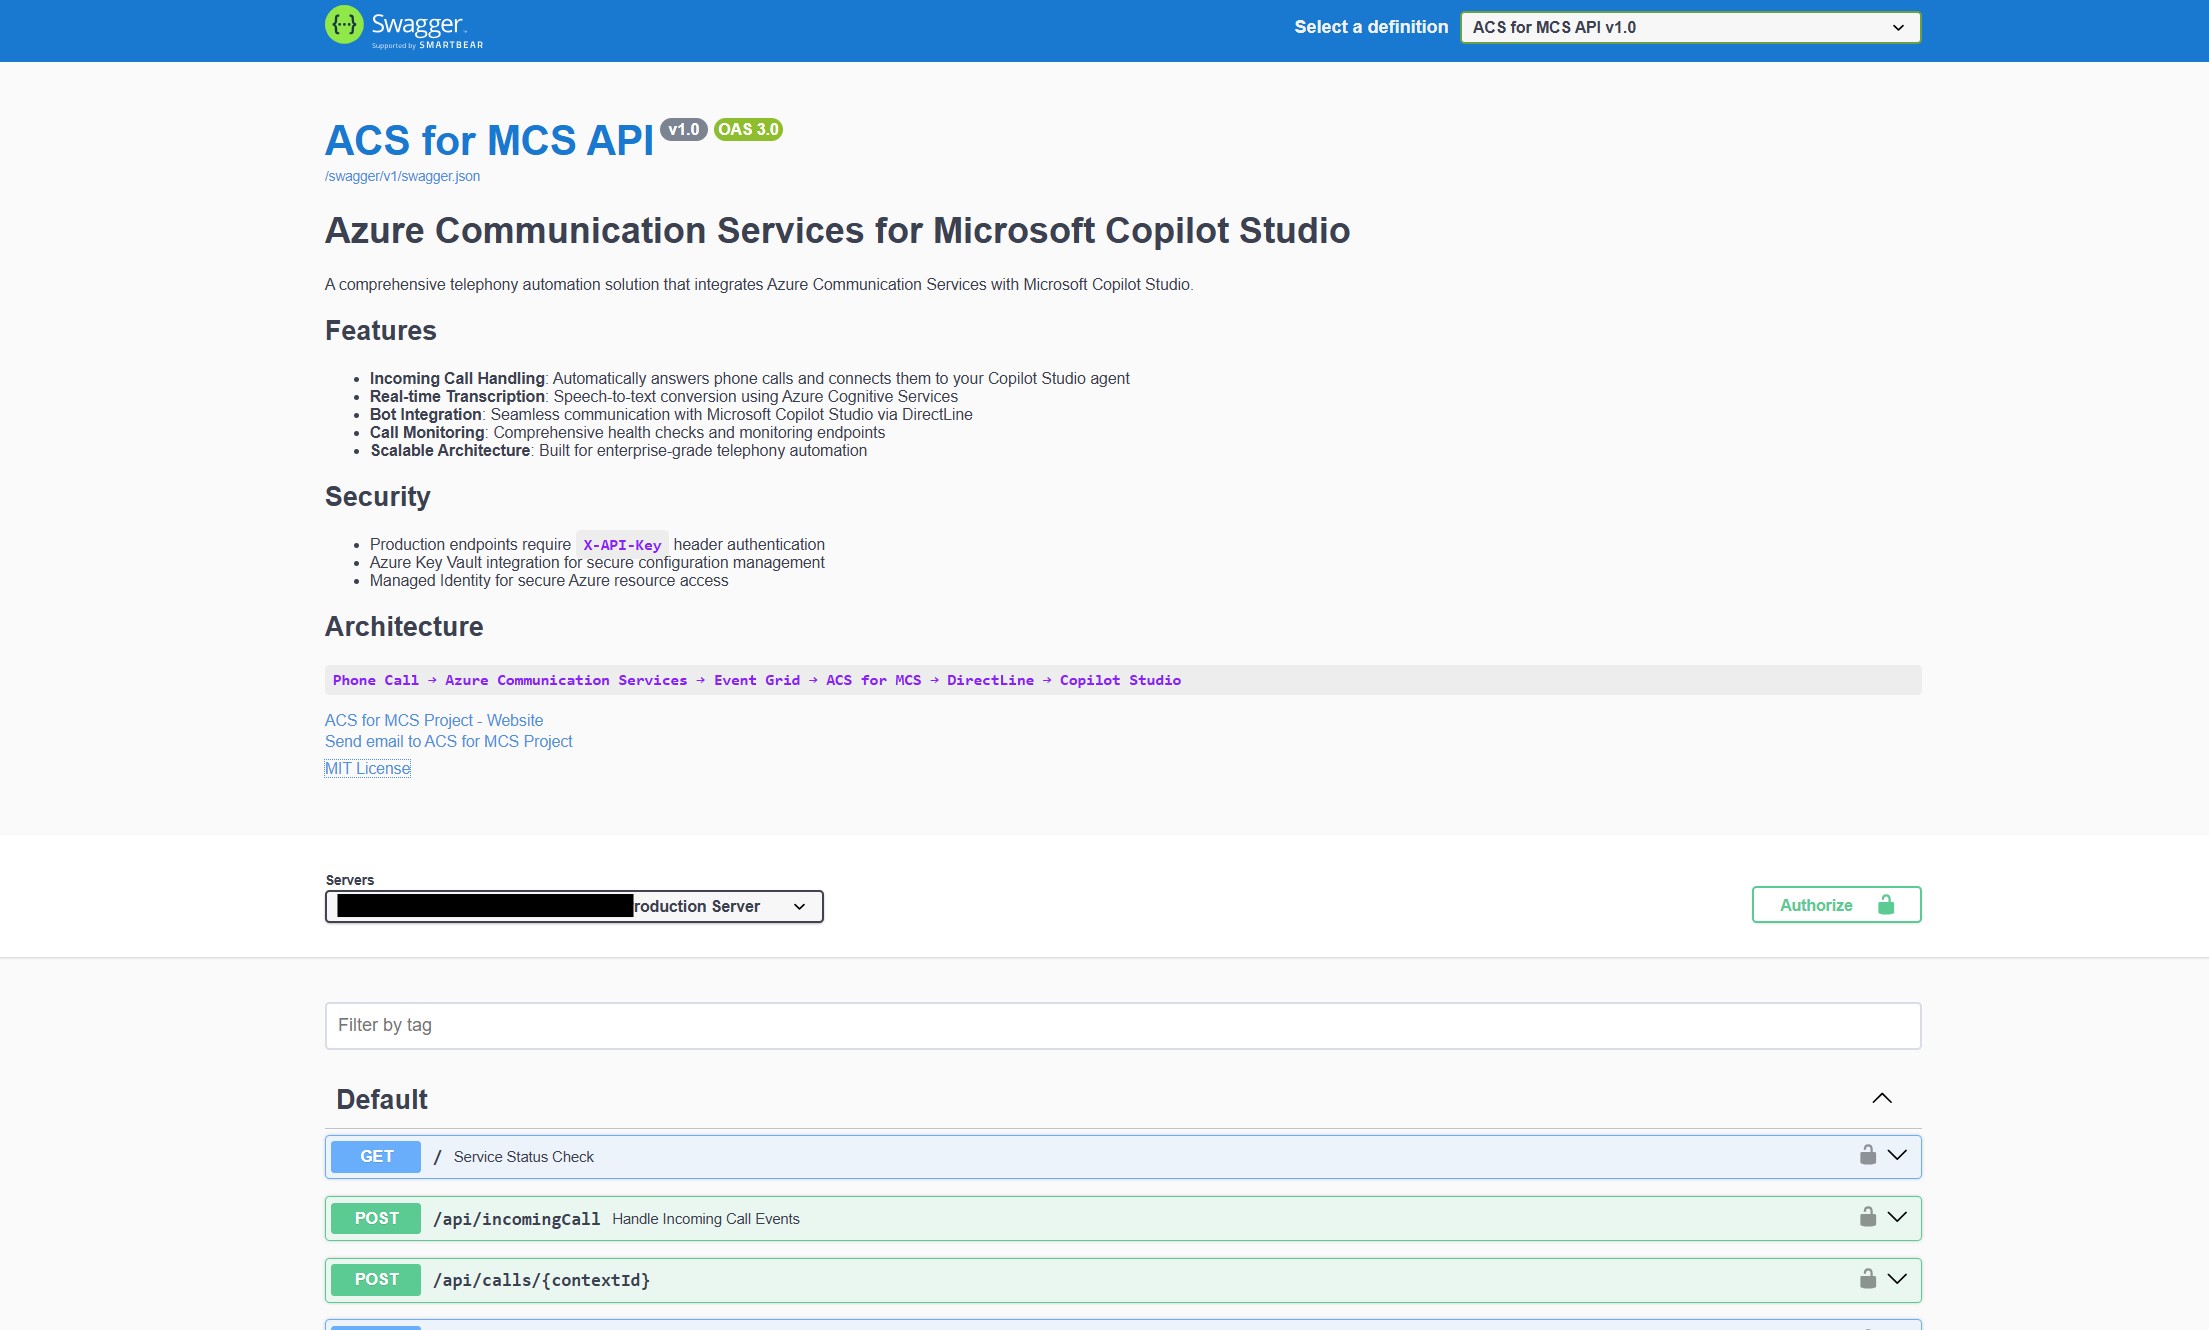 Swagger
Supported by SMARTBEAR
Select a definition
ACS for MCS API v1.0
ACS for MCS API v1.0 OAS 3.0
/swagger/v1/swagger.json
Azure Communication Services for Microsoft Copilot Studio
A comprehensive telephony automation solution that integrates Azure Communication Services with Microsoft Copilot Studio.
Features
• Incoming Call Handling: Automatically answers phone calls and connects them to your Copilot Studio agent
• Real-time Transcription: Speech-to-text conversion using Azure Cognitive Services
• Bot Integration: Seamless communication with Microsoft Copilot Studio via DirectLine
• Call Monitoring: Comprehensive health checks and monitoring endpoints
• Scalable Architecture: Built for enterprise-grade telephony automation
Security
• Production endpoints require X-API-Key header authentication
• Azure Key Vault integration for secure configuration management
• Managed Identity for secure Azure resource access
Architecture
Phone Call → Azure Communication Services → Event Grid → ACS for MCS → DirectLine → Copilot Studio
ACS for MCS Project - Website
Send email to ACS for MCS Project
MIT License
Servers
roduction Server
Authorize
Filter by tag
Default
GET / Service Status Check
POST /api/incomingCall Handle Incoming Call Events
POST /api/calls/{contextId}